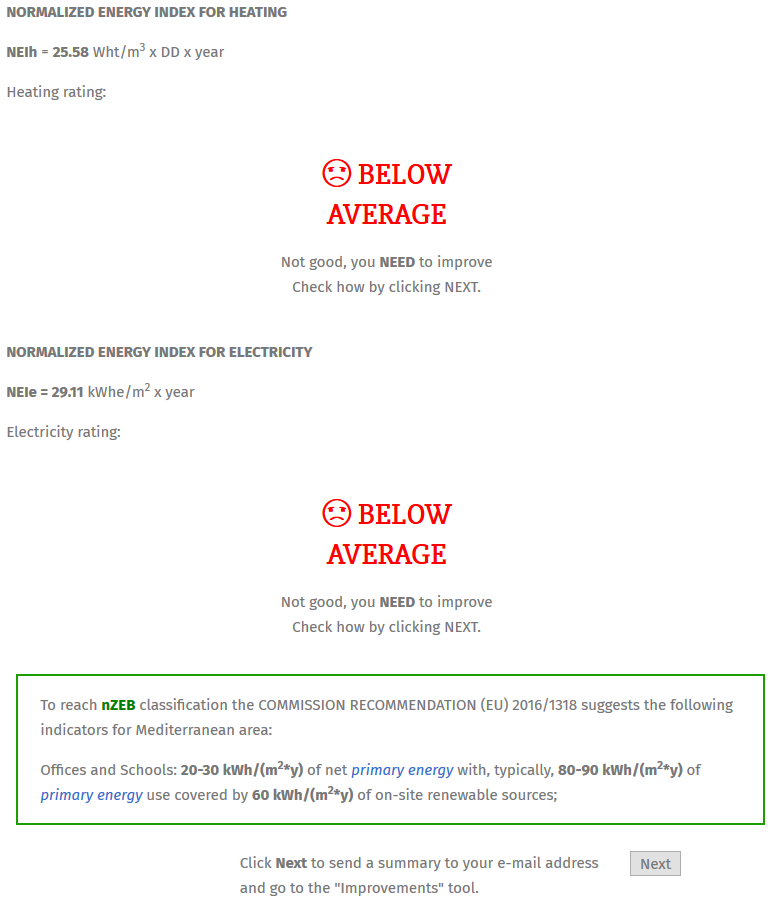 NORMALIZED ENERGY INDEX FOR HEATING
NEIh = 25.58 Wht/m³ x DD x year
Heating rating:
BELOW
AVERAGE
Not good, you NEED to improve
Check how by clicking NEXT.
NORMALIZED ENERGY INDEX FOR ELECTRICITY
NEIe = 29.11 kWhe/m² x year
Electricity rating:
BELOW
AVERAGE
Not good, you NEED to improve
Check how by clicking NEXT.
To reach nZEB classification the COMMISSION RECOMMENDATION (EU) 2016/1318 suggests the following
indicators for Mediterranean area:
Offices and Schools: 20-30 kWh/(m²*y) of net primary energy with, typically, 80-90 kWh/(m²*y) of
primary energy use covered by 60 kWh/(m²*y) of on-site renewable sources;
Click Next to send a summary to your e-mail address
and go to the "Improvements" tool.
Next